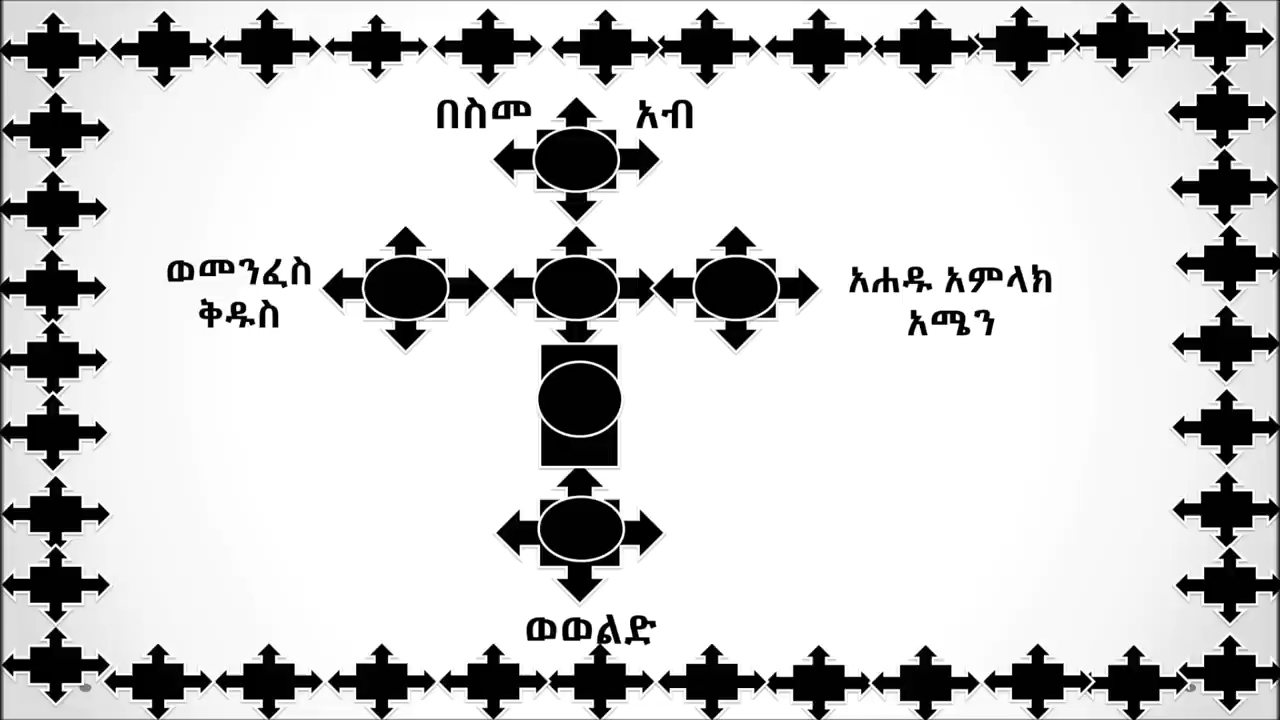 በስመ አብ
ወመንፈስ
ቅዱስ
አሐዱ አምላክ
አሜን
ወወልድ